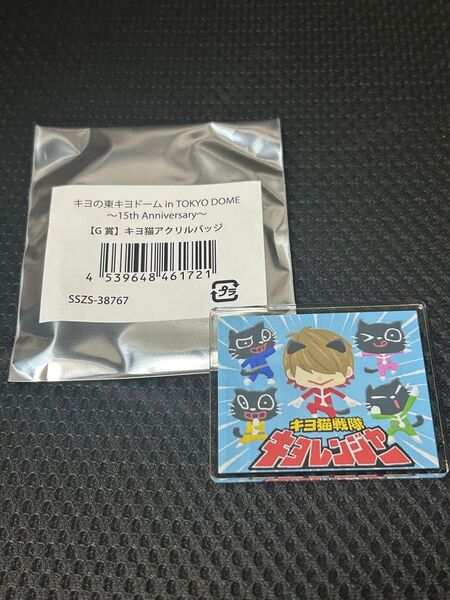 キヨの東キヨドーム in TOKYO DOME
～15th Anniversary～
【G 賞】キヨ猫アクリルバッジ
4 539648 461721
プラ
SSZS-38767
キヨ猫戦隊
キヨレンジャー